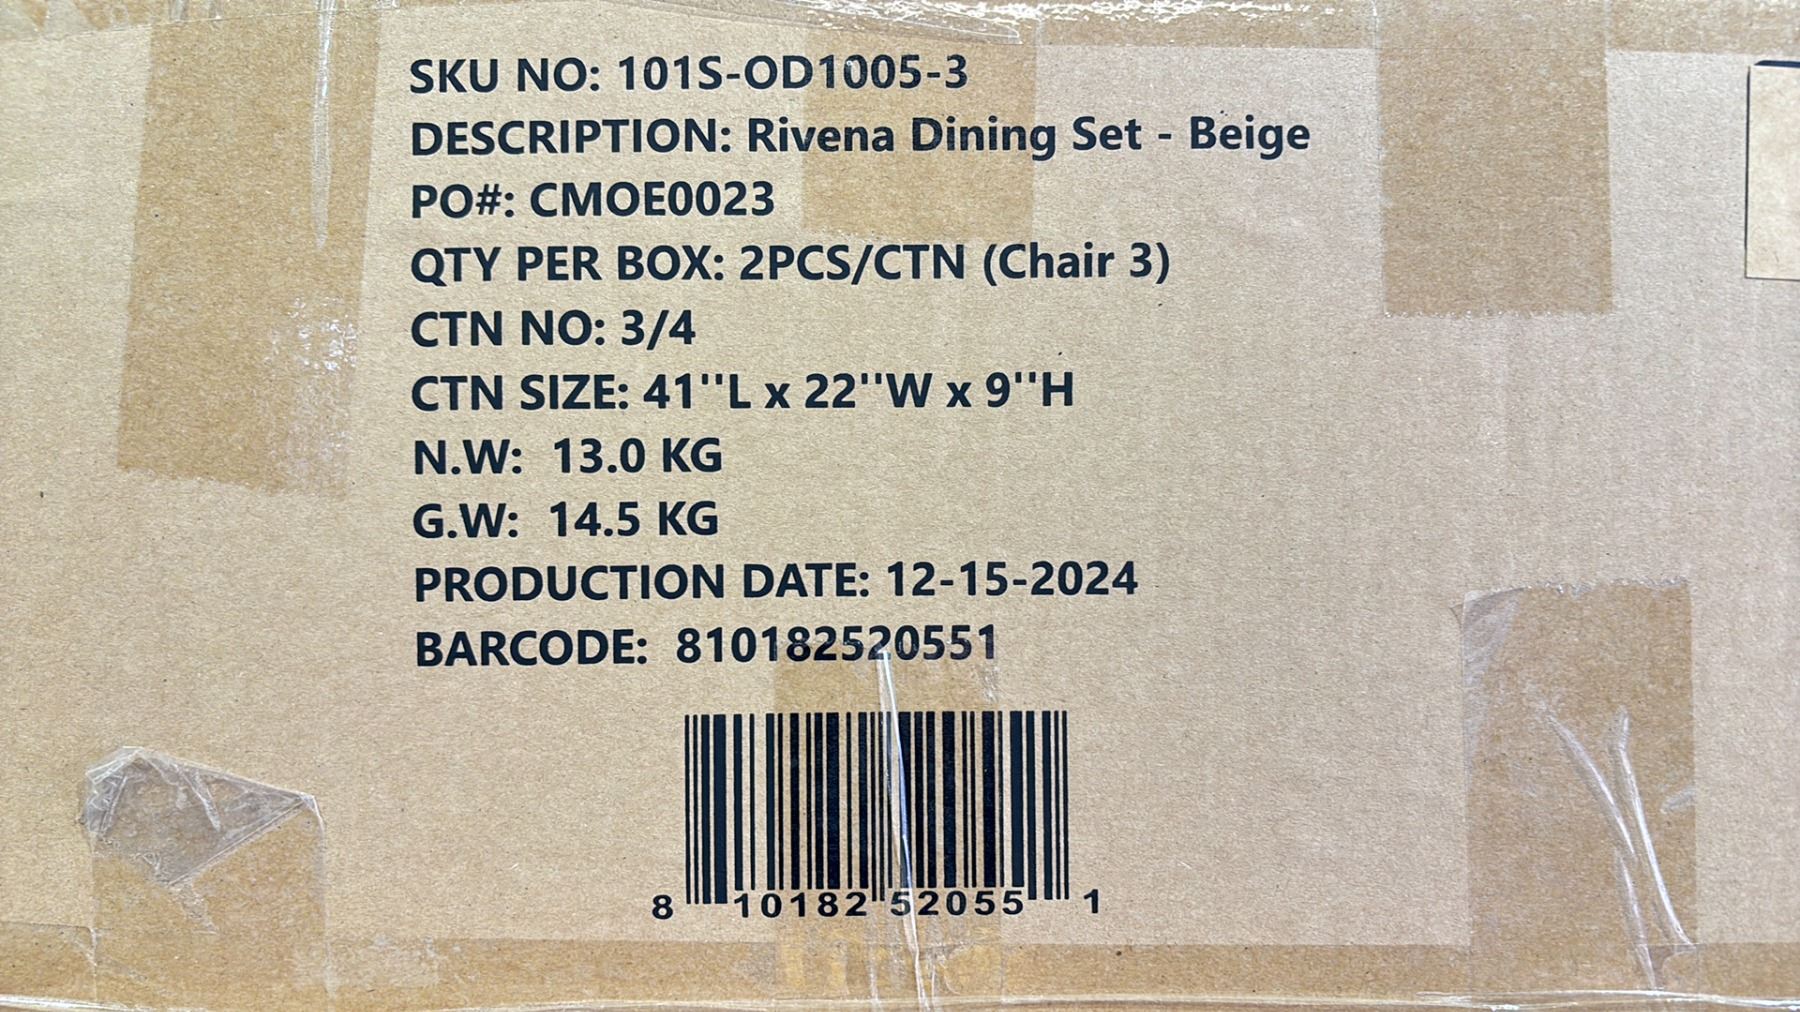 SKU NO: 101S-OD1005-3
DESCRIPTION: Rivena Dining Set - Beige
PO#: CMOE0023
QTY PER BOX: 2PCS/CTN (Chair 3)
CTN NO: 3/4
CTN SIZE: 41''L x 22''W x 9''H
N.W: 13.0 KG
G.W: 14.5 KG
PRODUCTION DATE: 12-15-2024
BARCODE: 810182520551
8 10182 52055 1